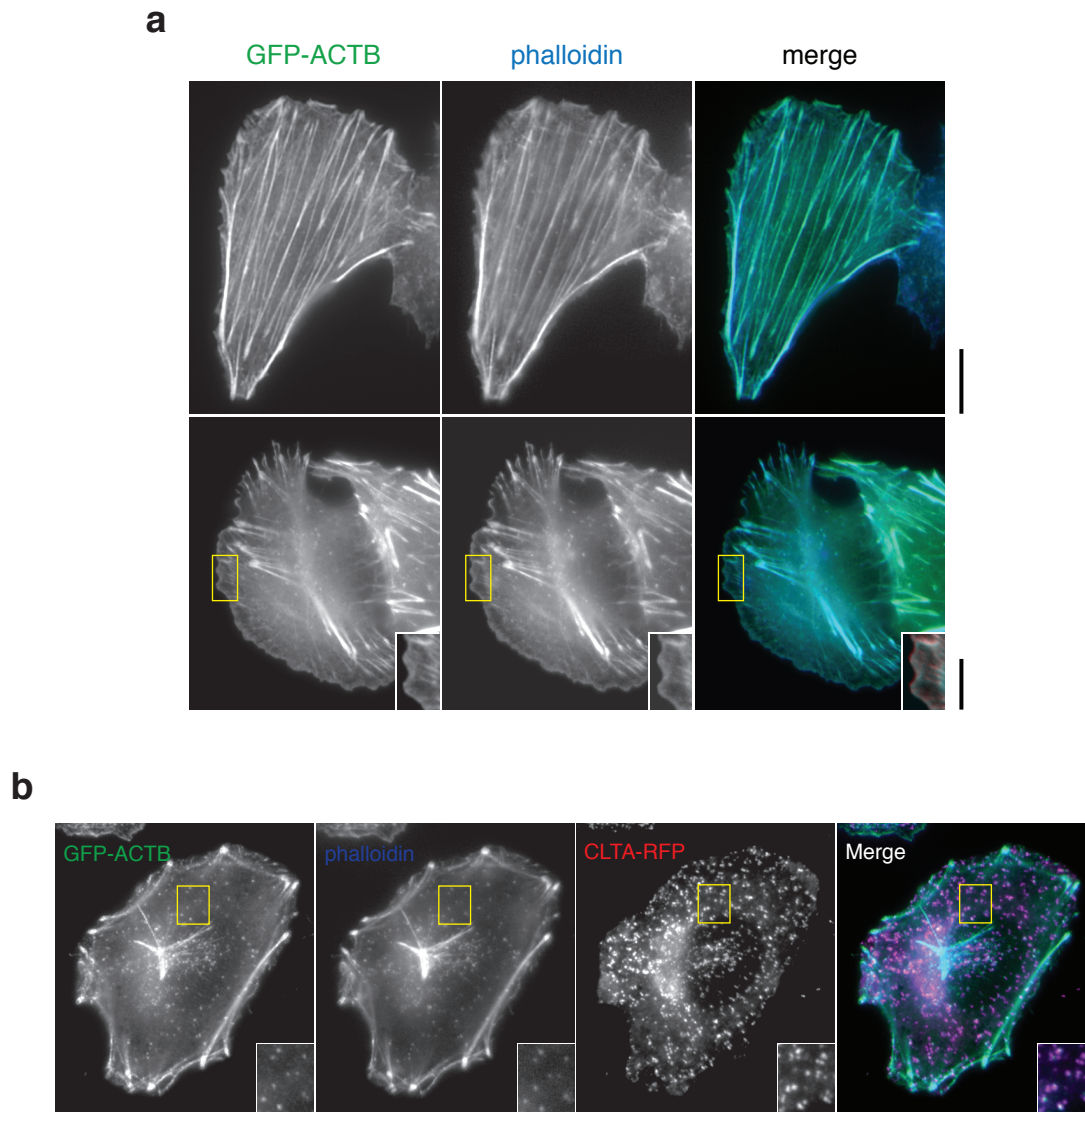 a
GFP-ACTB
phalloidin
merge
b
GFP-ACTB
phalloidin
CLTA-RFP
Merge